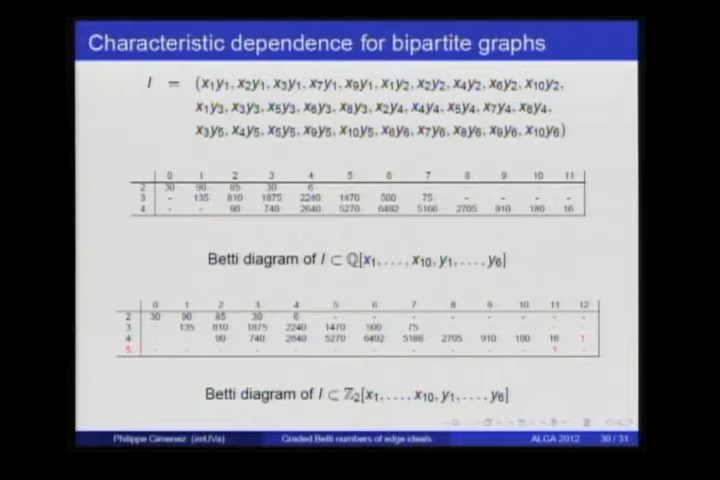 Characteristic dependence for bipartite graphs
I = (x1y1, x2y1, x3y1, x7y1, x9y1, x1y2, x2y2, x4y2, x6y2, x10y2,
x1y3, x3y3, x5y3, x6y3, x8y3, x2y4, x4y4, x5y4, x7y4, x8y4,
x3y5, x4y5, x5y5, x9y5, x10y5, x6y6, x7y6, x8y6, x9y6, x10y6)
0 1 2 3 4 5 6 7 8 9 10 11
2 30 90 85 30 6 - - - - - - -
3 - 135 810 1875 2240 1470 500 75 - - - -
4 - - 90 740 2640 5270 6492 5166 2705 910 180 16
Betti diagram of I ⊂ ℚ[x1, . . . , x10, y1, . . . , y6]
0 1 2 3 4 5 6 7 8 9 10 11 12
2 30 90 85 30 6 - - - - - - - -
3 - 135 810 1875 2240 1470 500 75 - - - - -
4 - - 90 740 2640 5270 6492 5166 2705 910 180 16 1
5 - - - - - - - - - - - 1 -
Betti diagram of I ⊂ ℤ2[x1, . . . , x10, y1, . . . , y6]
Philippe Gimenez (imUVa) Graded Betti numbers of edge ideals ALGA 2012 30 / 31